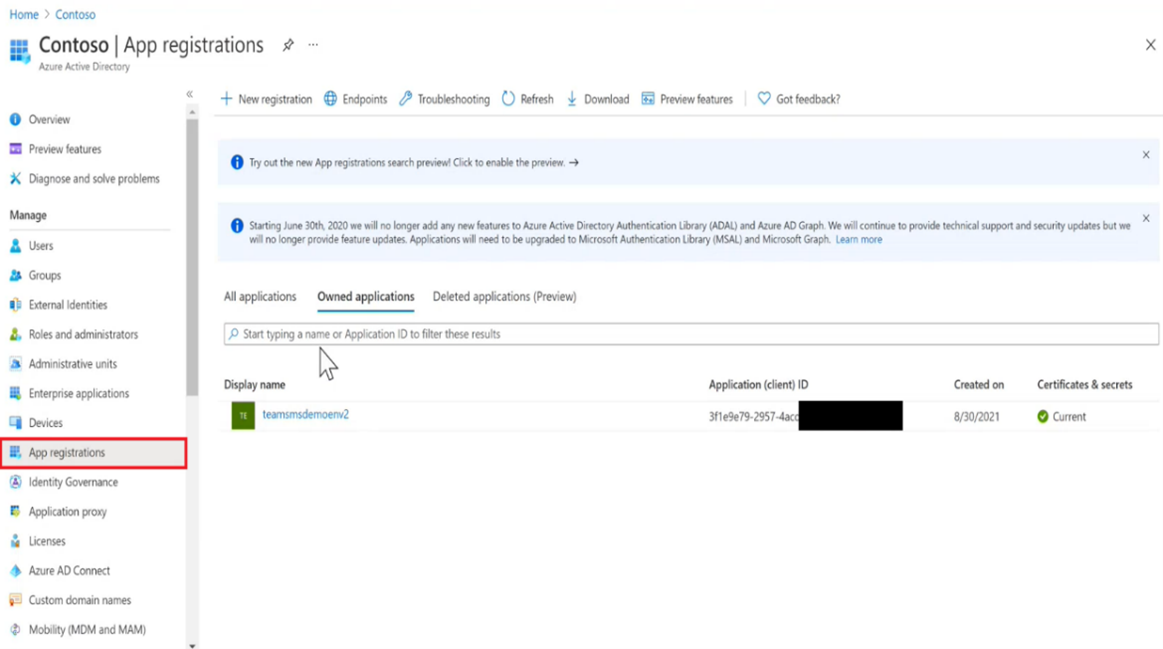 Home > Contoso
Contoso | App registrations ...
Azure Active Directory
«
Overview
Preview features
Diagnose and solve problems
Manage
Users
Groups
External Identities
Roles and administrators
Administrative units
Enterprise applications
Devices
App registrations
Identity Governance
Application proxy
Licenses
Azure AD Connect
Custom domain names
Mobility (MDM and MAM)
+ New registration Endpoints Troubleshooting Refresh Download Preview features Got feedback?
Try out the new App registrations search preview! Click to enable the preview. →
Starting June 30th, 2020 we will no longer add any new features to Azure Active Directory Authentication Library (ADAL) and Azure AD Graph. We will continue to provide technical support and security updates but we
will no longer provide feature updates. Applications will need to be upgraded to Microsoft Authentication Library (MSAL) and Microsoft Graph. Learn more
All applications Owned applications Deleted applications (Preview)
Start typing a name or Application ID to filter these results
Display name Application (client) ID Created on Certificates & secrets
TE teamsmsdemoenv2 3f1e9e79-2957-4acc 8/30/2021 Current